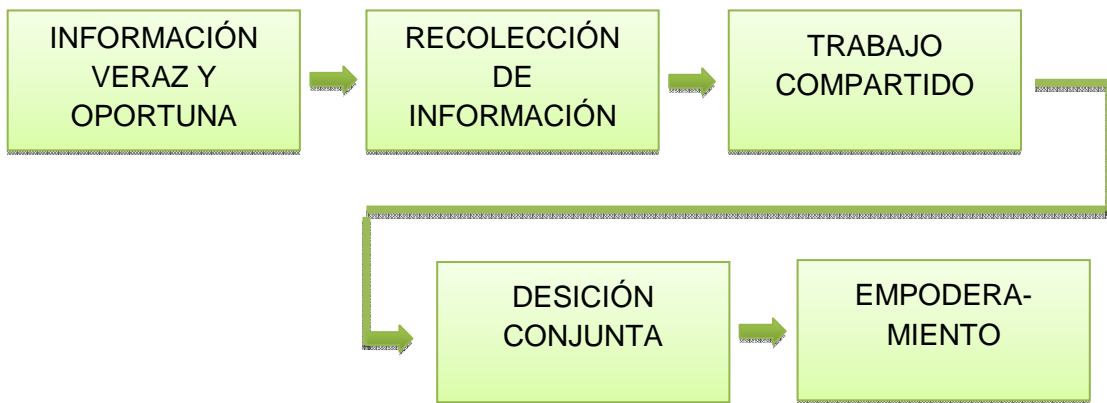 INFORMACIÓN
VERAZ Y
OPORTUNA
RECOLECCIÓN
DE
INFORMACIÓN
TRABAJO
COMPARTIDO
DESICIÓN
CONJUNTA
EMPODERA-
MIENTO